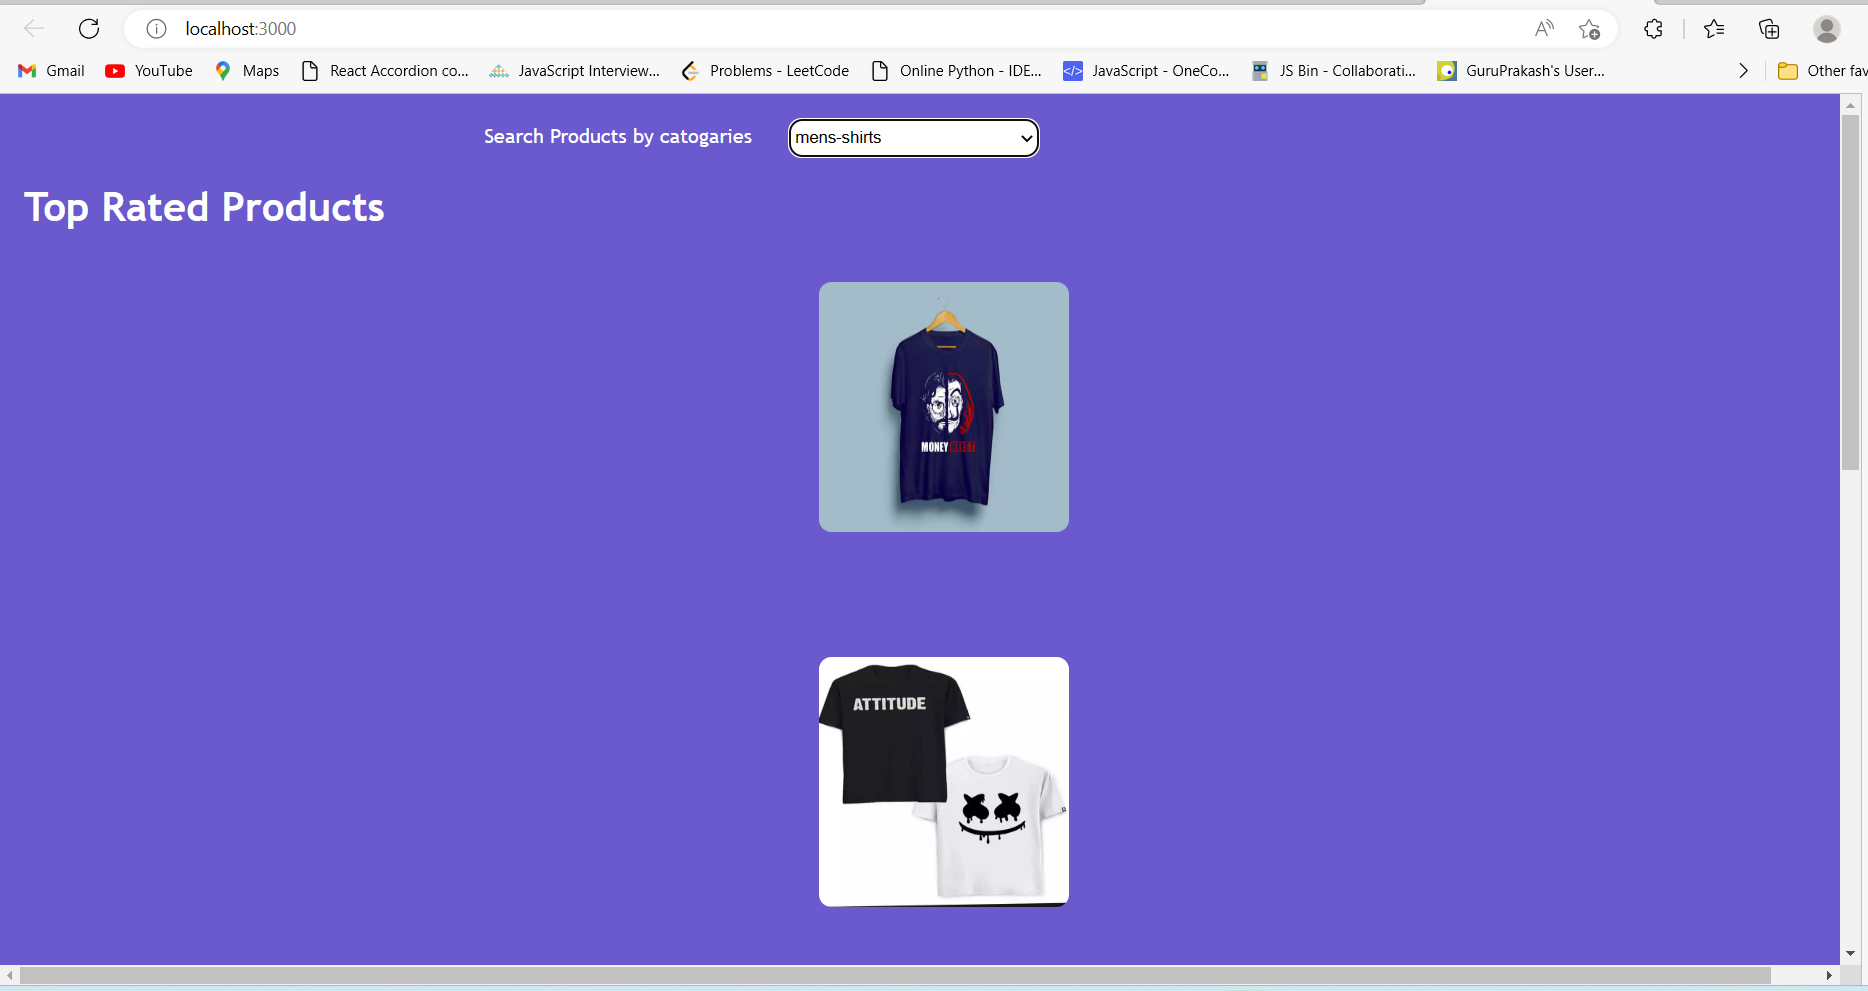 localhost:3000
Gmail YouTube Maps React Accordion co... JavaScript Interview... Problems - LeetCode Online Python - IDE... JavaScript - OneCo... JS Bin - Collaborati... GuruPrakash's User... Other fav
Search Products by catogaries mens-shirts
Top Rated Products
MONEY HEIST
ATTITUDE